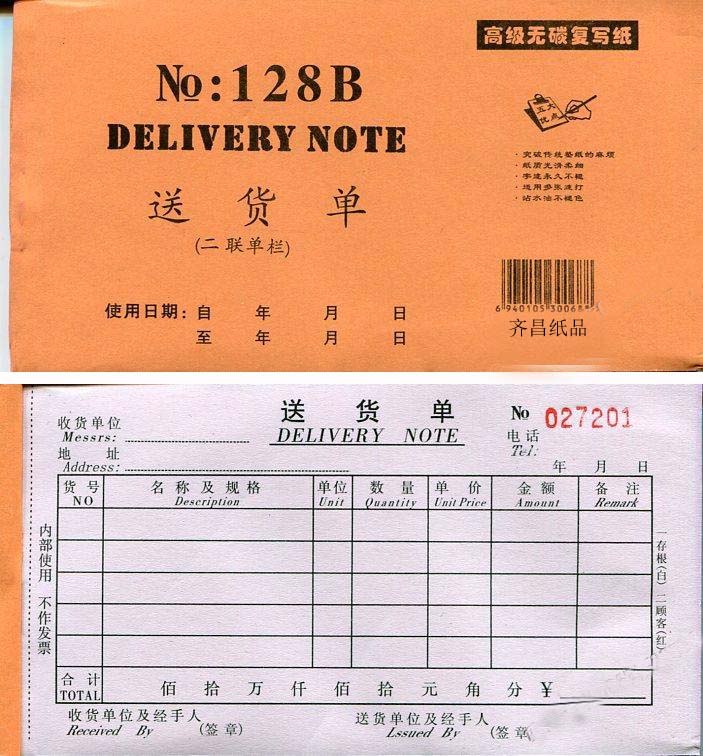 高级无碳复写纸
№:128B
DELIVERY NOTE
送货单
(二联单栏)
五大
优点
·突破传统垫纸的麻烦
·纸质光滑柔细
·字迹永久不褪
·适用多张连打
·沾水油不褪色
使用日期: 自 年 月 日
至 年 月 日
6 940105 53006
齐昌纸品
送货单
DELIVERY NOTE
№ 027201
收货单位
Messrs:
电话
Tel:
地址
Address:
年 月 日
货号 名称及规格 单位 数量 单价 金额 备注
NO Description Unit Quantity Unit Price Amount Remark
内部使用 不作发票
一存根(白) 二顾客(红)
合计 佰 拾 万 仟 佰 拾 元 角 分 ¥
TOTAL
收货单位及经手人 (签章) 送货单位及经手人 (签章)
Received By Lssued By